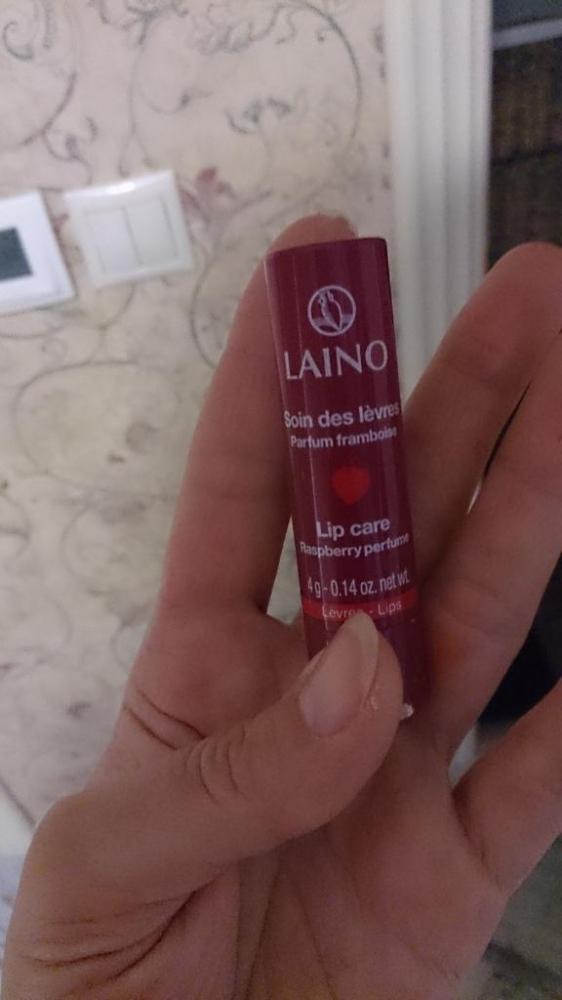 LAINO
Soin des lèvres
Parfum framboise
Lip care
Raspberry perfume
4 g - 0.14 oz. net wt.
Lèvres - Lips